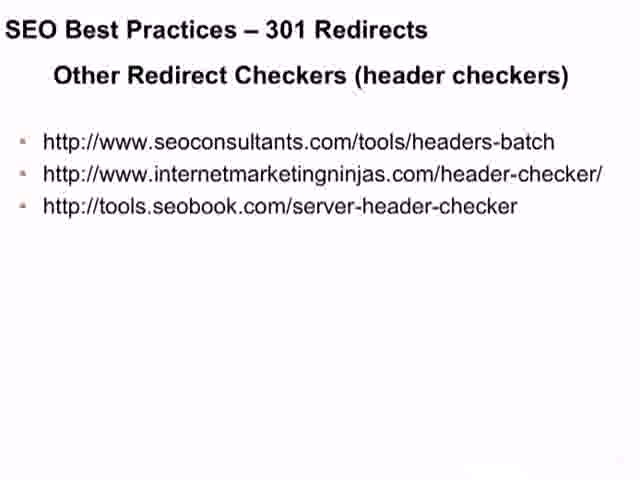 SEO Best Practices – 301 Redirects
Other Redirect Checkers (header checkers)
http://www.seoconsultants.com/tools/headers-batch
http://www.internetmarketingninjas.com/header-checker/
http://tools.seobook.com/server-header-checker